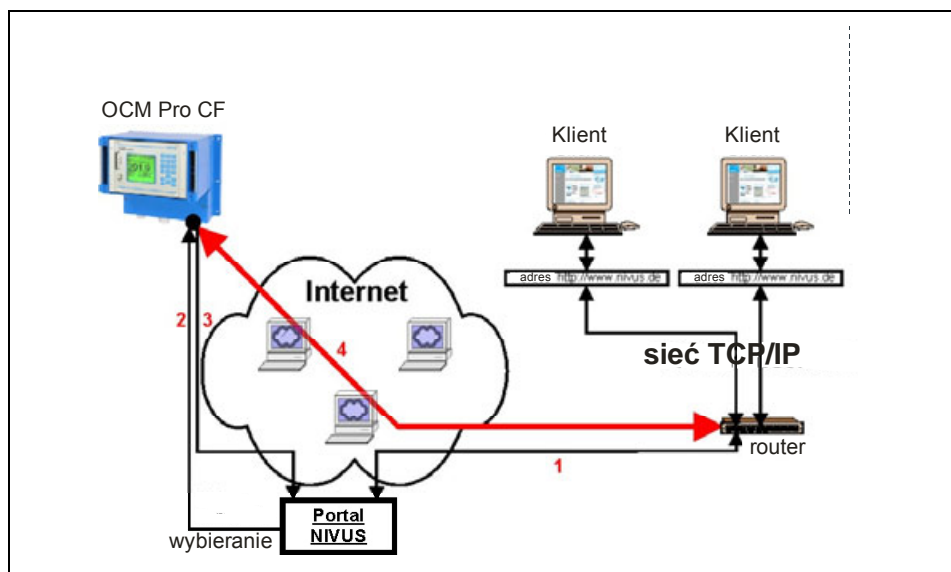 OCM Pro CF
Klient
Klient
adres http://www.nivus.de
adres http://www.nivus.de
Internet
2
3
4
sieć TCP/IP
router
1
Portal
NIVUS
wybieranie